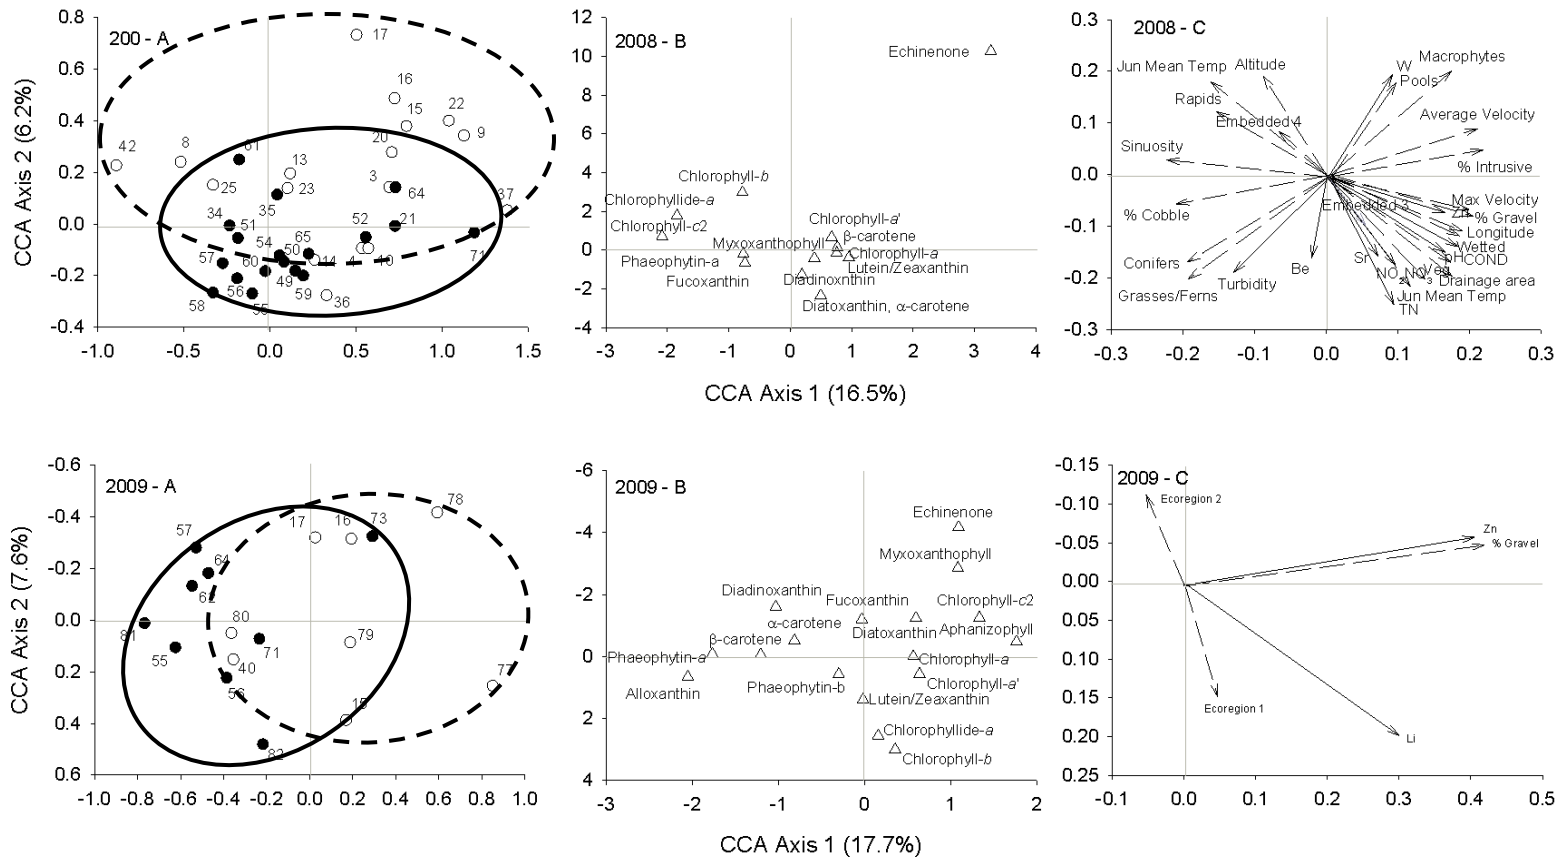 200 - A
2008 - B
2008 - C
CCA Axis 2 (6.2%)
0.8
0.6
0.4
0.2
0.0
-0.2
-0.4
-1.0
-0.5
0.0
0.5
1.0
1.5
17
16
15
22
9
20
42
8
61
13
3
64
37
25
23
35
34
51
52
21
71
54
50
65
57
60
14
4
10
49
56
59
36
58
55
12
10
8
6
4
2
0
-2
-4
-3
-2
-1
0
1
2
3
4
Echinenone
Chlorophyll-b
Chlorophyllide-a
Chlorophyll-c2
Chlorophyll-a'
β-carotene
Myxoxanthophyll
Chlorophyll-a
Phaeophytin-a
Lutein/Zeaxanthin
Fucoxanthin
Diadinoxnthin
Diatoxanthin, α-carotene
CCA Axis 1 (16.5%)
0.3
0.2
0.1
0.0
-0.1
-0.2
-0.3
-0.3
-0.2
-0.1
0.0
0.1
0.2
0.3
Jun Mean Temp
Altitude
W
Macrophytes
Pools
Rapids
Embedded 4
Average Velocity
Sinuosity
% Intrusive
Embedded 3
Max Velocity
% Cobble
% Gravel
Longitude
Wetted
Conifers
Be
Sr
pH
COND
NO2NO3
Veg
Turbidity
Drainage area
Grasses/Ferns
Jun Mean Temp
TN
2009 - A
2009 - B
2009 - C
CCA Axis 2 (7.6%)
-0.6
-0.4
-0.2
0.0
0.2
0.4
0.6
-1.0
-0.8
-0.6
-0.4
-0.2
0.0
0.2
0.4
0.6
0.8
1.0
57
17
16
73
78
64
62
81
80
79
71
55
40
56
77
15
82
-6
-4
-2
0
2
4
-3
-2
-1
0
1
2
Echinenone
Myxoxanthophyll
Diadinoxanthin
Fucoxanthin
Chlorophyll-c2
α-carotene
Diatoxanthin
Aphanizophyll
β-carotene
Phaeophytin-a
Chlorophyll-a
Alloxanthin
Phaeophytin-b
Chlorophyll-a'
Lutein/Zeaxanthin
Chlorophyllide-a
Chlorophyll-b
CCA Axis 1 (17.7%)
-0.15
-0.10
-0.05
0.00
0.05
0.10
0.15
0.20
0.25
-0.1
0.0
0.1
0.2
0.3
0.4
0.5
Ecoregion 2
Zn
% Gravel
Ecoregion 1
Li